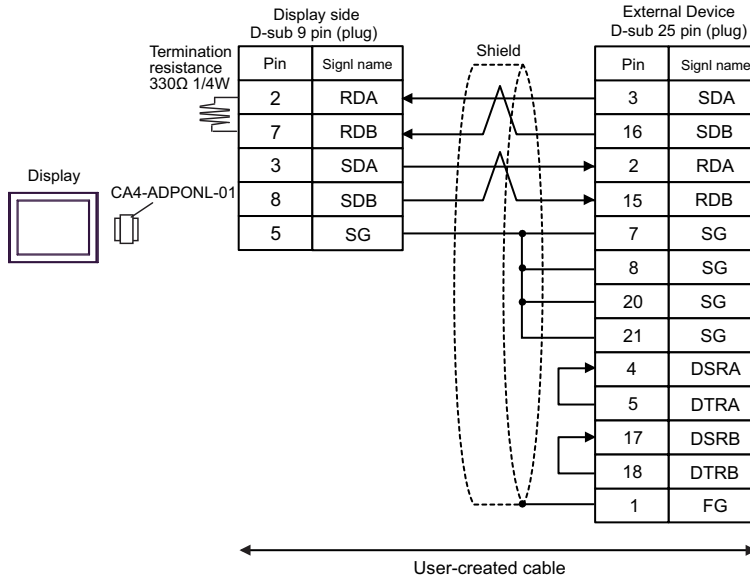 Display side
D-sub 9 pin (plug)
External Device
D-sub 25 pin (plug)
Termination
resistance
330Ω 1/4W
Shield
Pin Signl name
2 RDA
7 RDB
3 SDA
8 SDB
5 SG
Pin Signl name
3 SDA
16 SDB
2 RDA
15 RDB
7 SG
8 SG
20 SG
21 SG
4 DSRA
5 DTRA
17 DSRB
18 DTRB
1 FG
Display
CA4-ADPONL-01
User-created cable